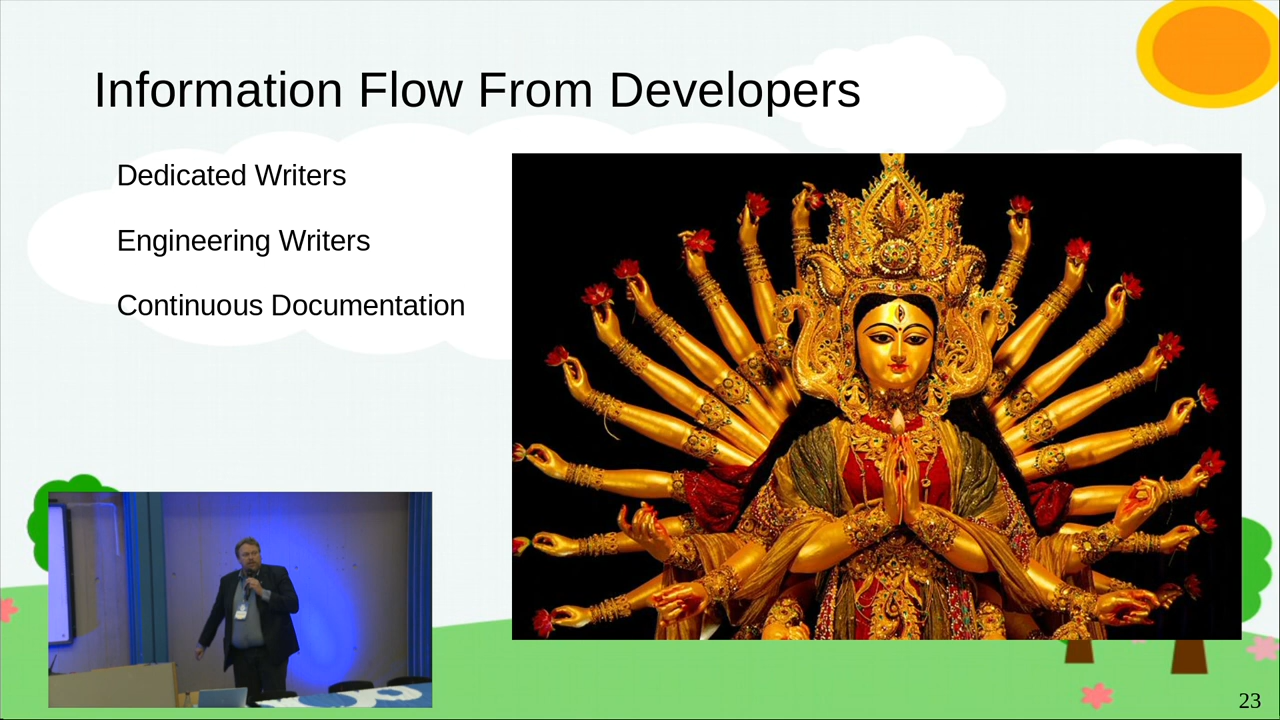 Information Flow From Developers
Dedicated Writers
Engineering Writers
Continuous Documentation
23